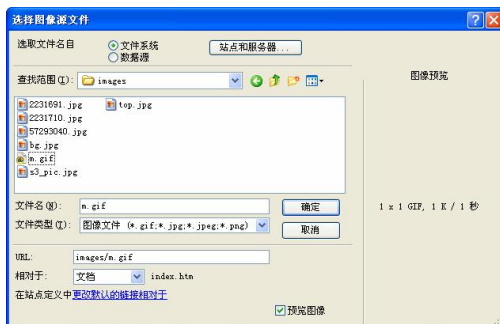 选择图像源文件
选取文件名自
文件系统
数据源
站点和服务器...
查找范围(I):
images
图像预览
2231691.jpg
top.jpg
2231710.jpg
57293040.jpg
bg.jpg
m.gif
s3_pic.jpg
文件名(N):
m.gif
确定
1 x 1 GIF, 1 K / 1 秒
文件类型(T):
图像文件 (*.gif;*.jpg;*.jpeg;*.png)
取消
URL:
images/m.gif
相对于:
文档
index.htm
在站点定义中更改默认的链接相对于
预览图像